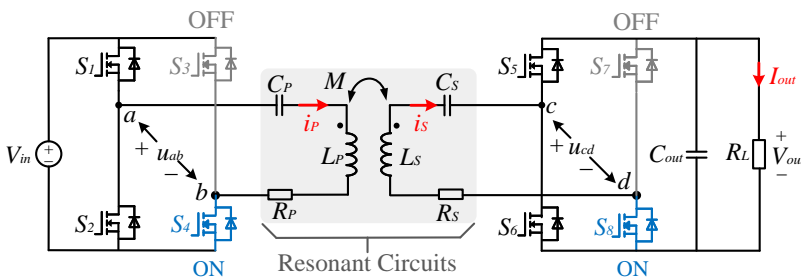 OFF
OFF
S1
S3
CP
M
CS
S5
S7
Iout
a
iP
iS
c
Vin
+ uab −
LP
LS
+ ucd −
Cout
RL
+
Vou
−
b
d
S2
S4
RP
RS
S6
S8
ON
Resonant Circuits
ON